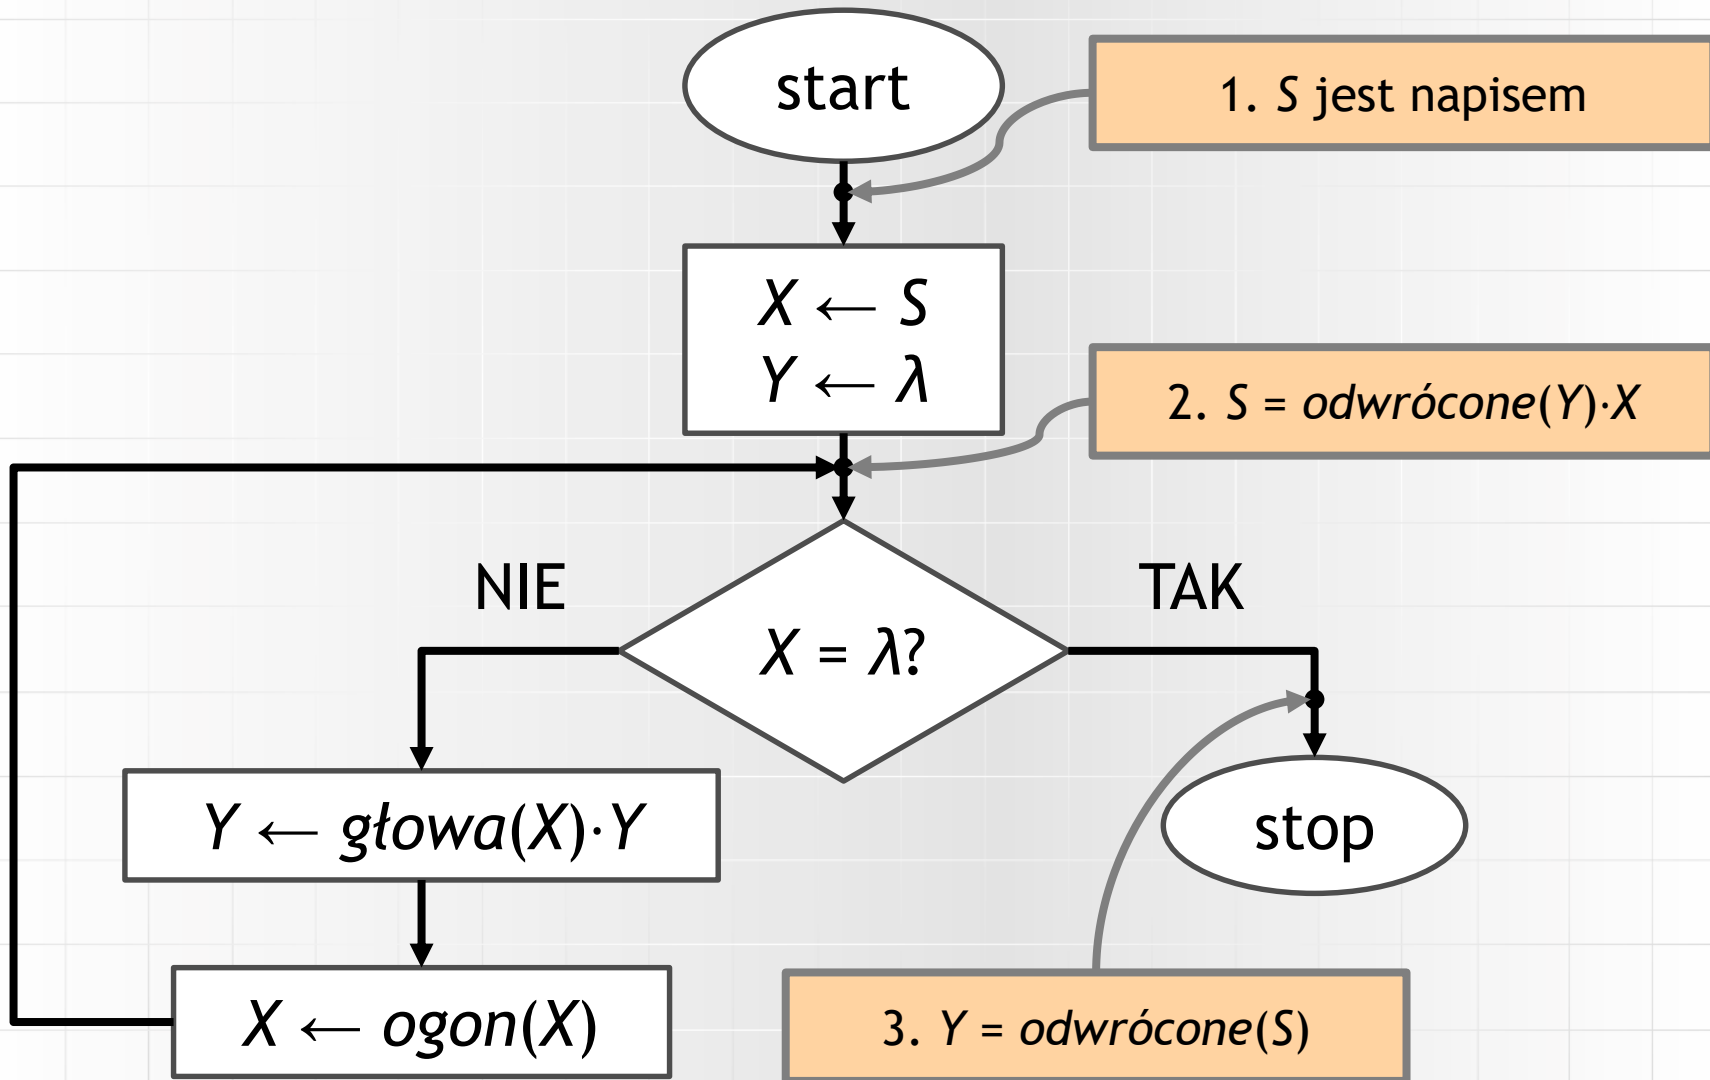 start
1. S jest napisem
X ← S
Y ← λ
2. S = odwrócone(Y)·X
NIE
TAK
X = λ?
Y ← głowa(X)·Y
stop
X ← ogon(X)
3. Y = odwrócone(S)